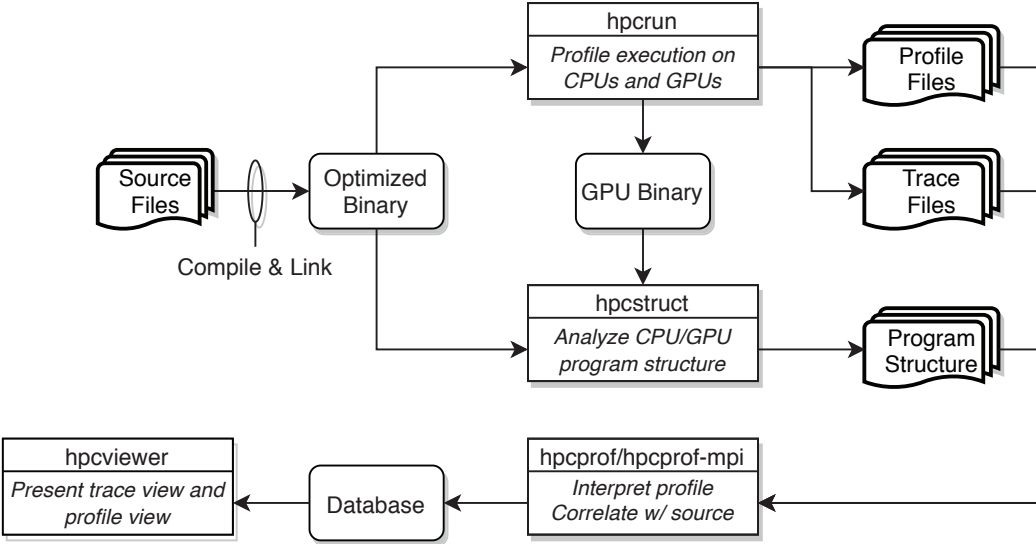 hpcrun
Profile execution on
CPUs and GPUs
Profile
Files
Source
Files
Optimized
Binary
GPU Binary
Trace
Files
Compile & Link
hpcstruct
Analyze CPU/GPU
program structure
Program
Structure
hpcviewer
Present trace view and
profile view
Database
hpcprof/hpcprof-mpi
Interpret profile
Correlate w/ source